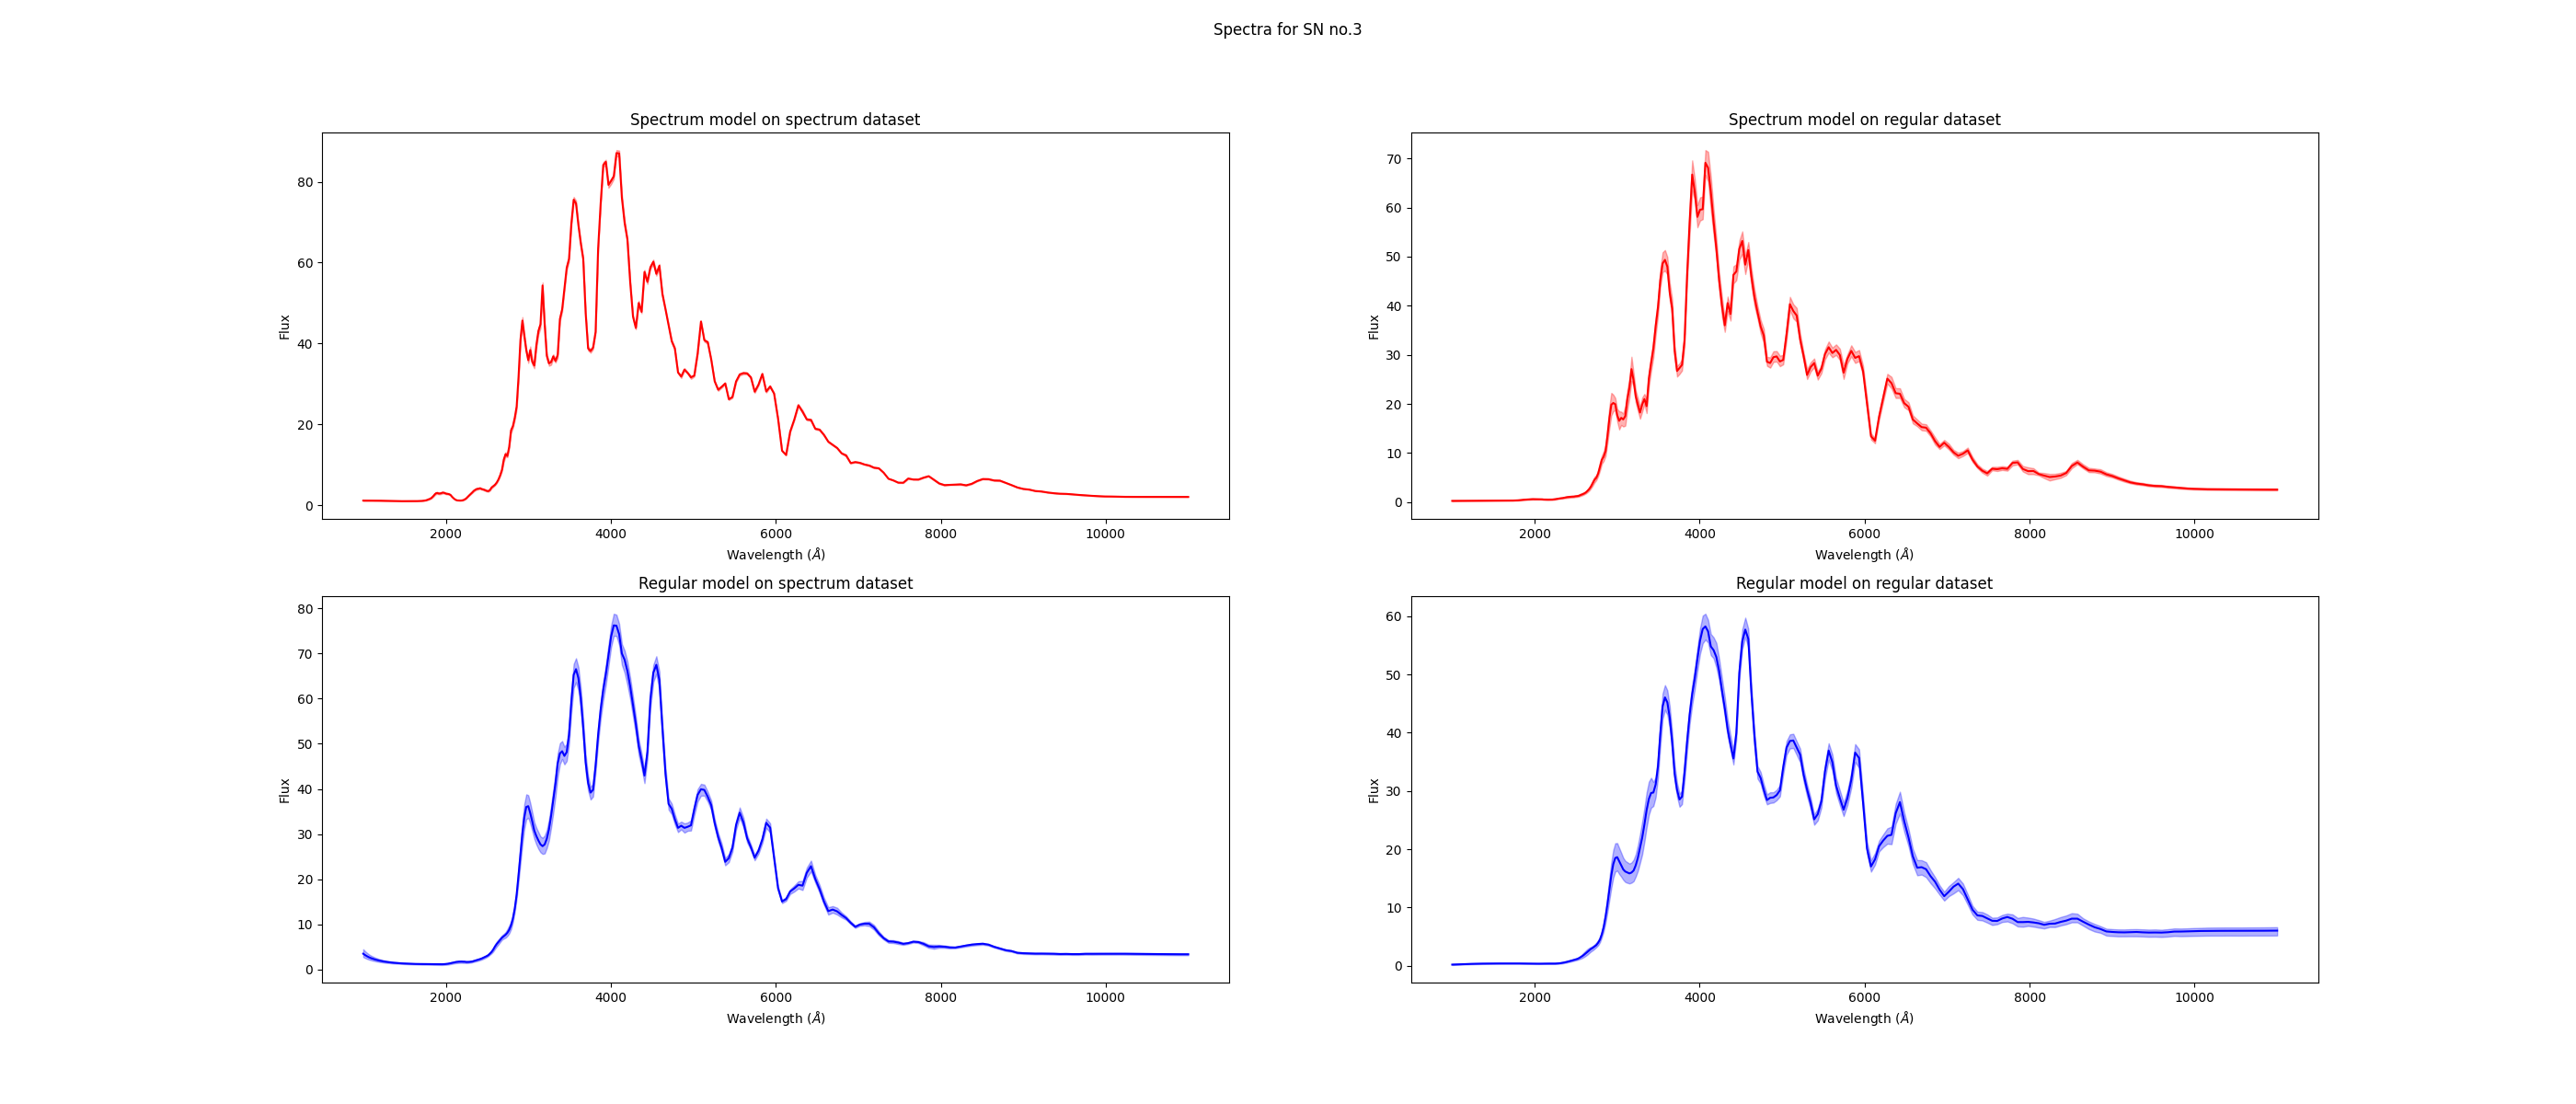 Spectra for SN no.3
Spectrum model on spectrum dataset
Flux
80
60
40
20
0
2000 4000 6000 8000 10000
Wavelength (Å)
Spectrum model on regular dataset
Flux
70
60
50
40
30
20
10
0
2000 4000 6000 8000 10000
Wavelength (Å)
Regular model on spectrum dataset
Flux
80
70
60
50
40
30
20
10
0
2000 4000 6000 8000 10000
Wavelength (Å)
Regular model on regular dataset
Flux
60
50
40
30
20
10
0
2000 4000 6000 8000 10000
Wavelength (Å)